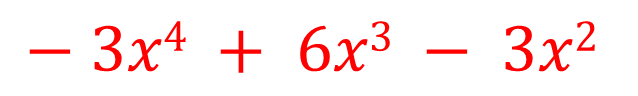 − 3x⁴ + 6x³ − 3x²